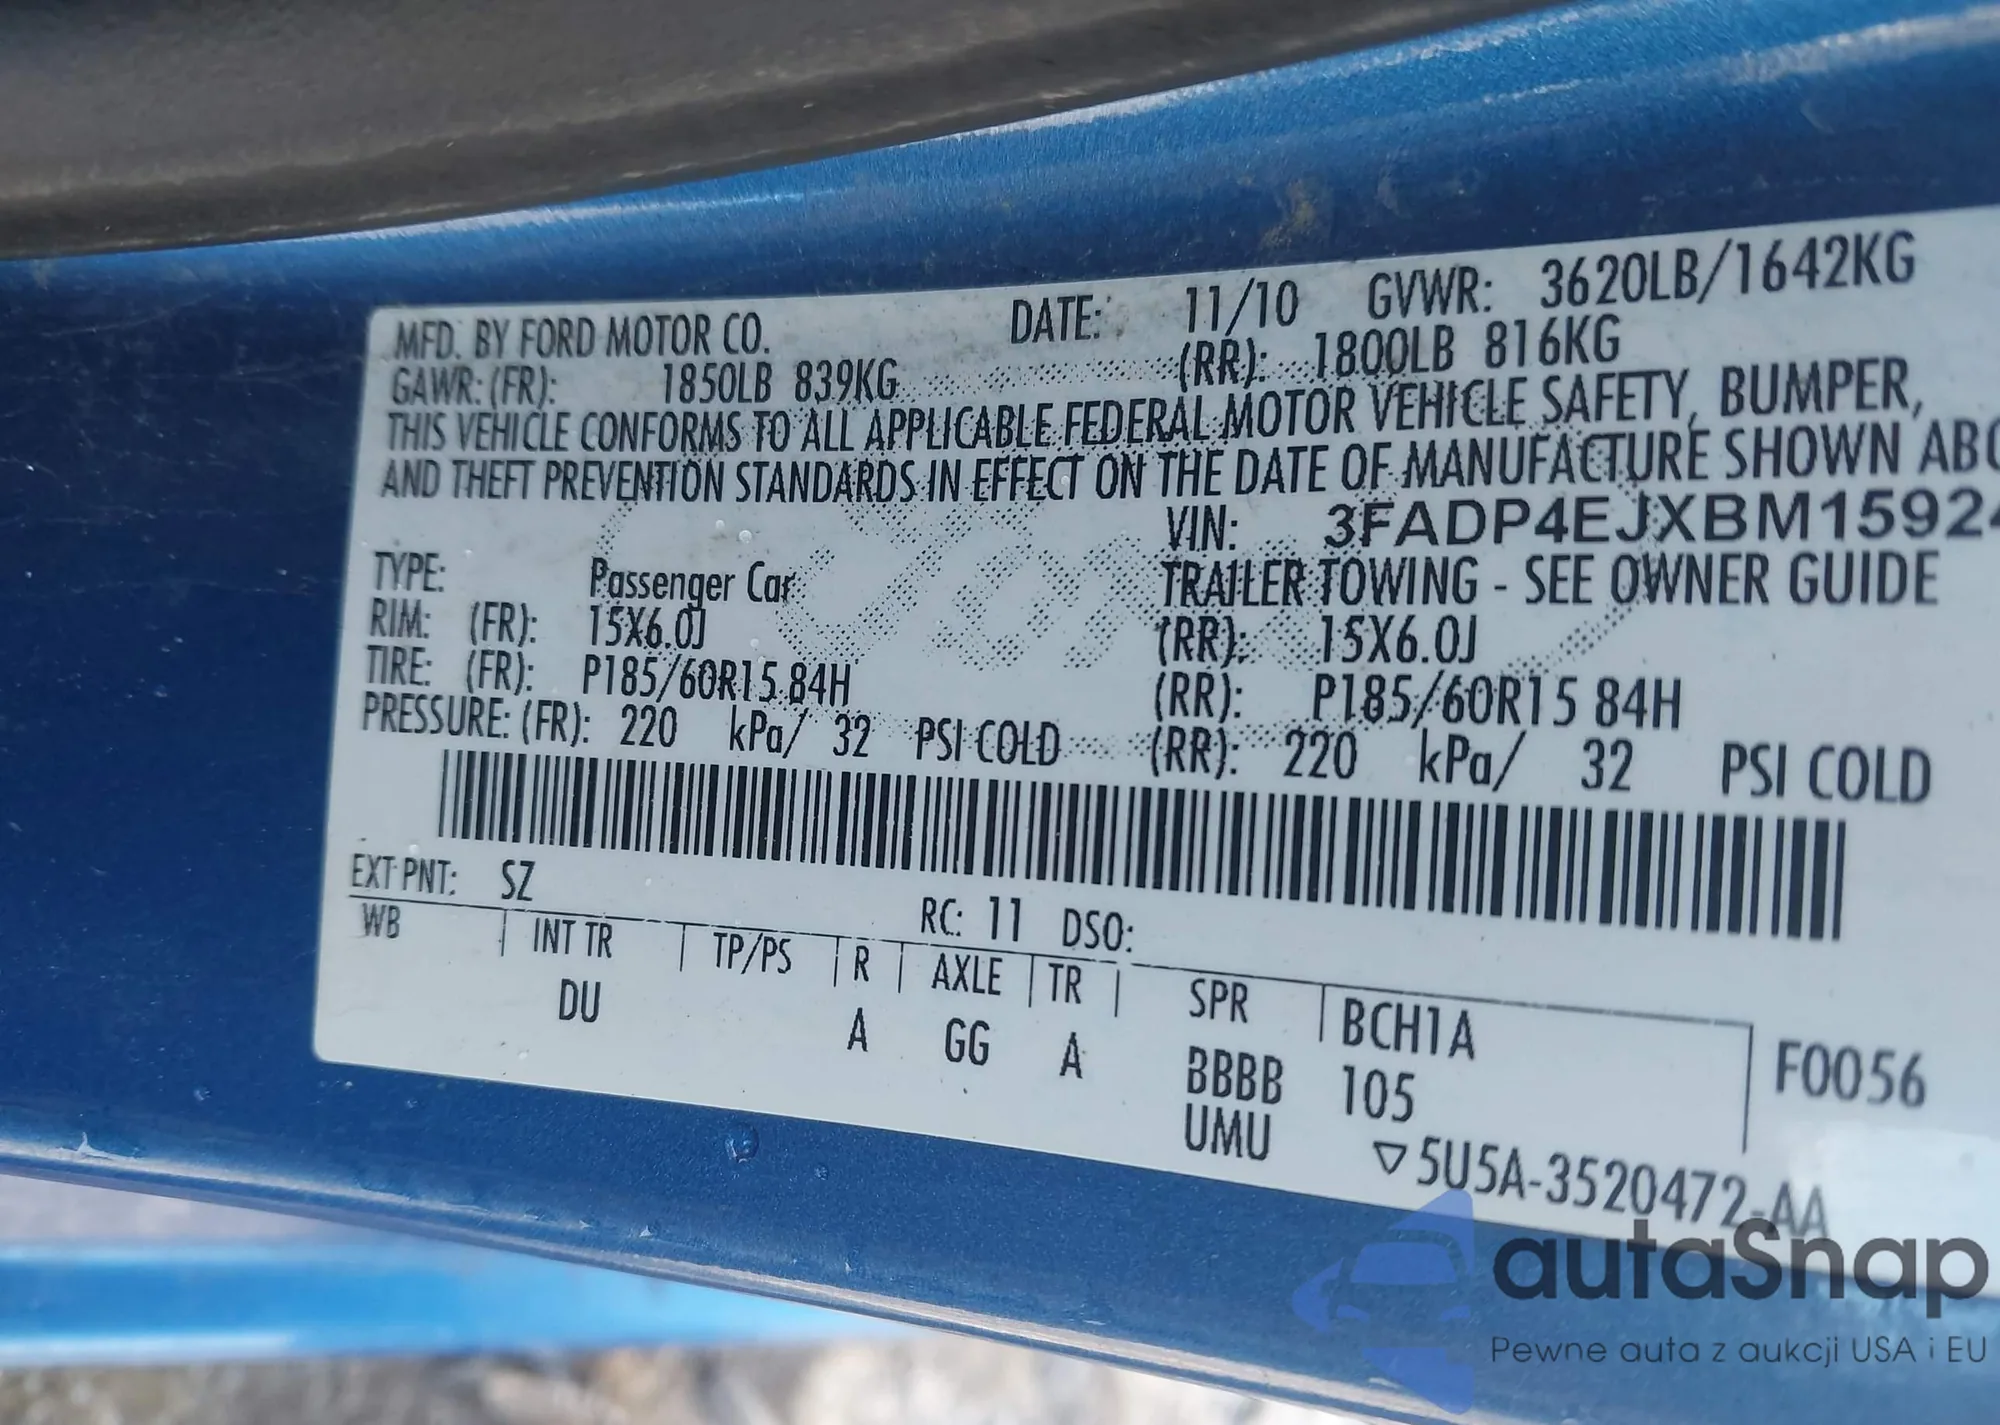 MFD. BY FORD MOTOR CO. DATE: 11/10 GVWR: 3620LB/1642KG
GAWR: (FR): 1850LB 839KG (RR): 1800LB 816KG
THIS VEHICLE CONFORMS TO ALL APPLICABLE FEDERAL MOTOR VEHICLE SAFETY, BUMPER,
AND THEFT PREVENTION STANDARDS IN EFFECT ON THE DATE OF MANUFACTURE SHOWN ABO
VIN: 3FADP4EJXBM15924
TYPE: Passenger Car TRAILER TOWING - SEE OWNER GUIDE
RIM: (FR): 15X6.0J (RR): 15X6.0J
TIRE: (FR): P185/60R15 84H (RR): P185/60R15 84H
PRESSURE: (FR): 220 kPa/ 32 PSI COLD (RR): 220 kPa/ 32 PSI COLD
EXT PNT: SZ RC: 11 DSO:
WB INT TR TP/PS R AXLE TR SPR BCH1A
DU A GG A BBBB 105 F0056
UMU ▽5U5A-3520472-AA
autaSnap
Pewne auta z aukcji USA i EU